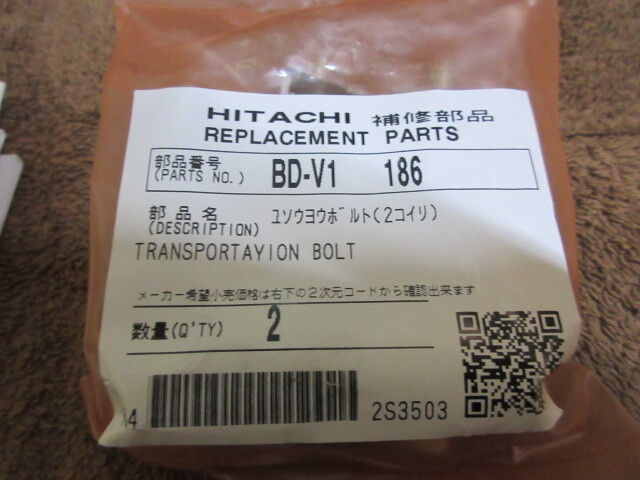 HITACHI 補修部品
REPLACEMENT PARTS
部品番号
(PARTS NO.) BD-V1 186
部品名 ユソウヨウボルト(2コイリ)
(DESCRIPTION)
TRANSPORTAYION BOLT
メーカー希望小売価格は右下の2次元コードから確認出来ます
数量(Q'TY) 2
A4 2S3503